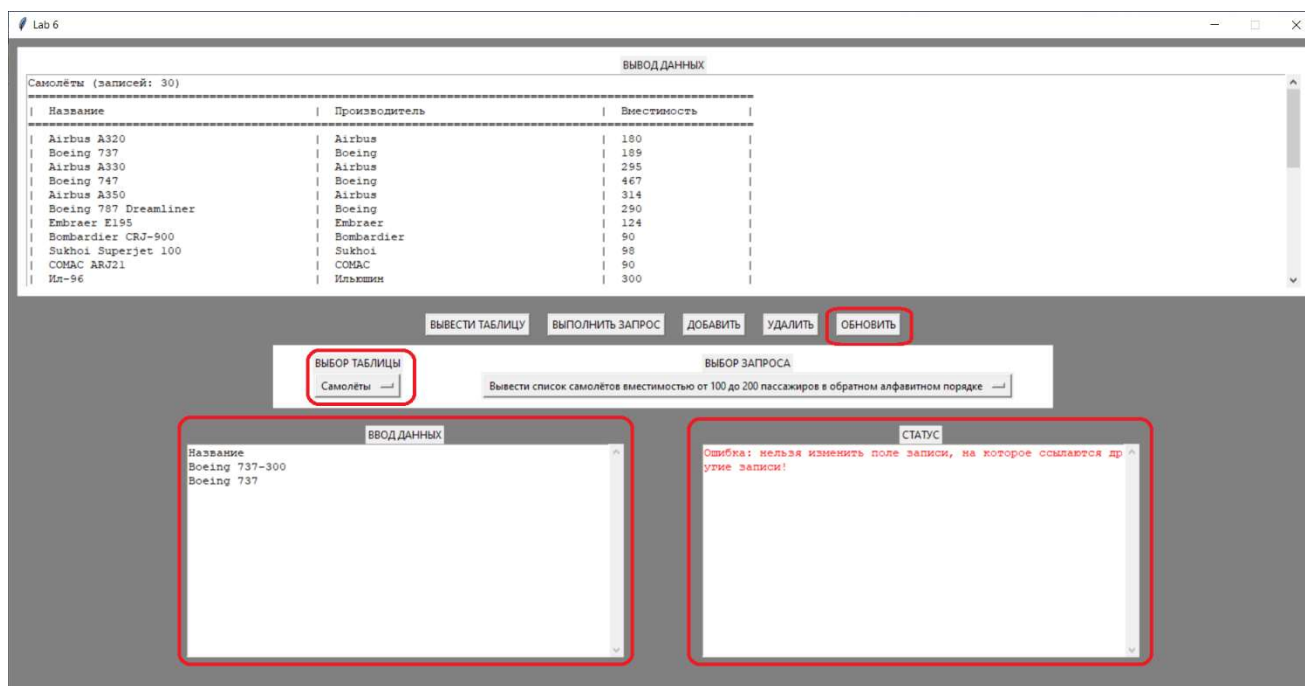 Lab 6
ВЫВОД ДАННЫХ
Самолёты (записей: 30)
| Название | Производитель | Вместимость |
| Airbus A320 | Airbus | 180 |
| Boeing 737 | Boeing | 189 |
| Airbus A330 | Airbus | 295 |
| Boeing 747 | Boeing | 467 |
| Airbus A350 | Airbus | 314 |
| Boeing 787 Dreamliner | Boeing | 290 |
| Embraer E195 | Embraer | 124 |
| Bombardier CRJ-900 | Bombardier | 90 |
| Sukhoi Superjet 100 | Sukhoi | 98 |
| COMAC ARJ21 | COMAC | 90 |
| Ил-96 | Ильюшин | 300 |
ВЫВЕСТИ ТАБЛИЦУ ВЫПОЛНИТЬ ЗАПРОС ДОБАВИТЬ УДАЛИТЬ ОБНОВИТЬ
ВЫБОР ТАБЛИЦЫ ВЫБОР ЗАПРОСА
Самолёты Вывести список самолётов вместимостью от 100 до 200 пассажиров в обратном алфавитном порядке
ВВОД ДАННЫХ
Название
Boeing 737-300
Boeing 737
СТАТУС
Ошибка: нельзя изменить поле записи, на которое ссылаются др
угие записи!